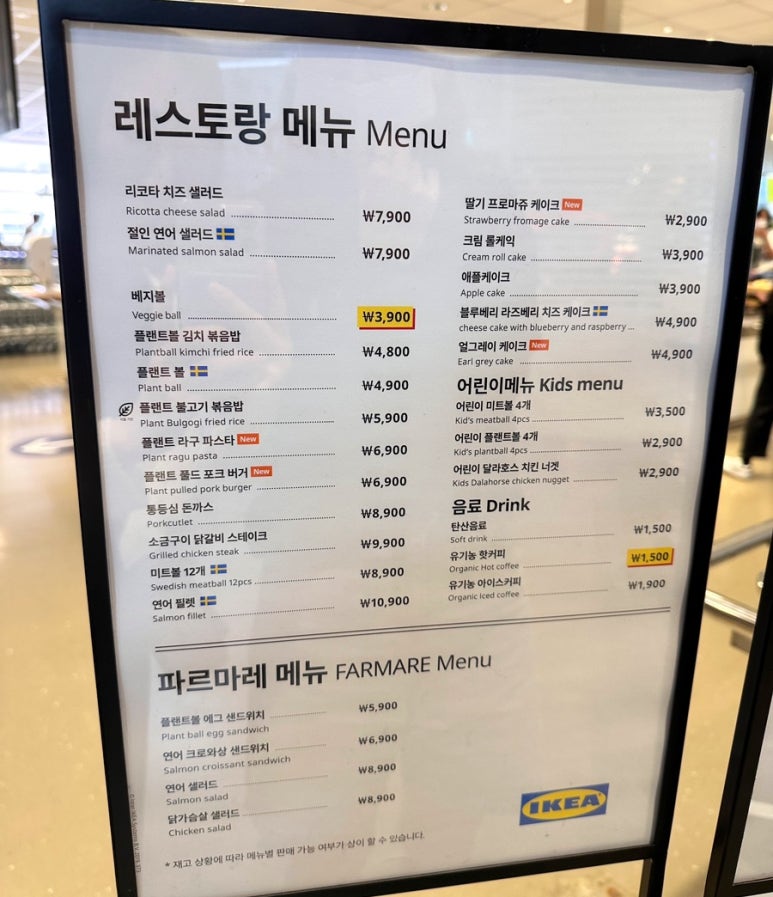 레스토랑 메뉴 Menu
리코타 치즈 샐러드
Ricotta cheese salad ₩7,900
절인 연어 샐러드
Marinated salmon salad ₩7,900
베지볼
Veggie ball ₩3,900
플랜트볼 김치 볶음밥
Plantball kimchi fried rice ₩4,800
플랜트 볼
Plant ball ₩4,900
플랜트 불고기 볶음밥
Plant Bulgogi fried rice ₩5,900
플랜트 라구 파스타 New
Plant ragu pasta ₩6,900
플랜트 풀드 포크 버거 New
Plant pulled pork burger ₩6,900
통등심 돈까스
Porkcutlet ₩8,900
소금구이 닭갈비 스테이크
Grilled chicken steak ₩9,900
미트볼 12개
Swedish meatball 12pcs ₩8,900
연어 필렛
Salmon fillet ₩10,900
딸기 프로마쥬 케이크 New
Strawberry fromage cake ₩2,900
크림 롤케익
Cream roll cake ₩3,900
애플케이크
Apple cake ₩3,900
블루베리 라즈베리 치즈 케이크
cheese cake with blueberry and raspberry ... ₩4,900
얼그레이 케이크 New
Earl grey cake ₩4,900
어린이메뉴 Kids menu
어린이 미트볼 4개
Kid's meatball 4pcs ₩3,500
어린이 플랜트볼 4개
Kid's plantball 4pcs ₩2,900
어린이 달라호스 치킨 너겟
Kids Dalahorse chicken nugget ₩2,900
음료 Drink
탄산음료
Soft drink ₩1,500
유기농 핫커피
Organic Hot coffee ₩1,500
유기농 아이스커피
Organic Iced coffee ₩1,900
파르마레 메뉴 FARMARE Menu
플랜트볼 에그 샌드위치 ₩5,900
Plant ball egg sandwich
연어 크로와상 샌드위치 ₩6,900
Salmon croissant sandwich
연어 샐러드 ₩8,900
Salmon salad
닭가슴살 샐러드 ₩8,900
Chicken salad
* 재고 상황에 따라 메뉴별 판매 가능 여부가 상이 할 수 있습니다.
IKEA